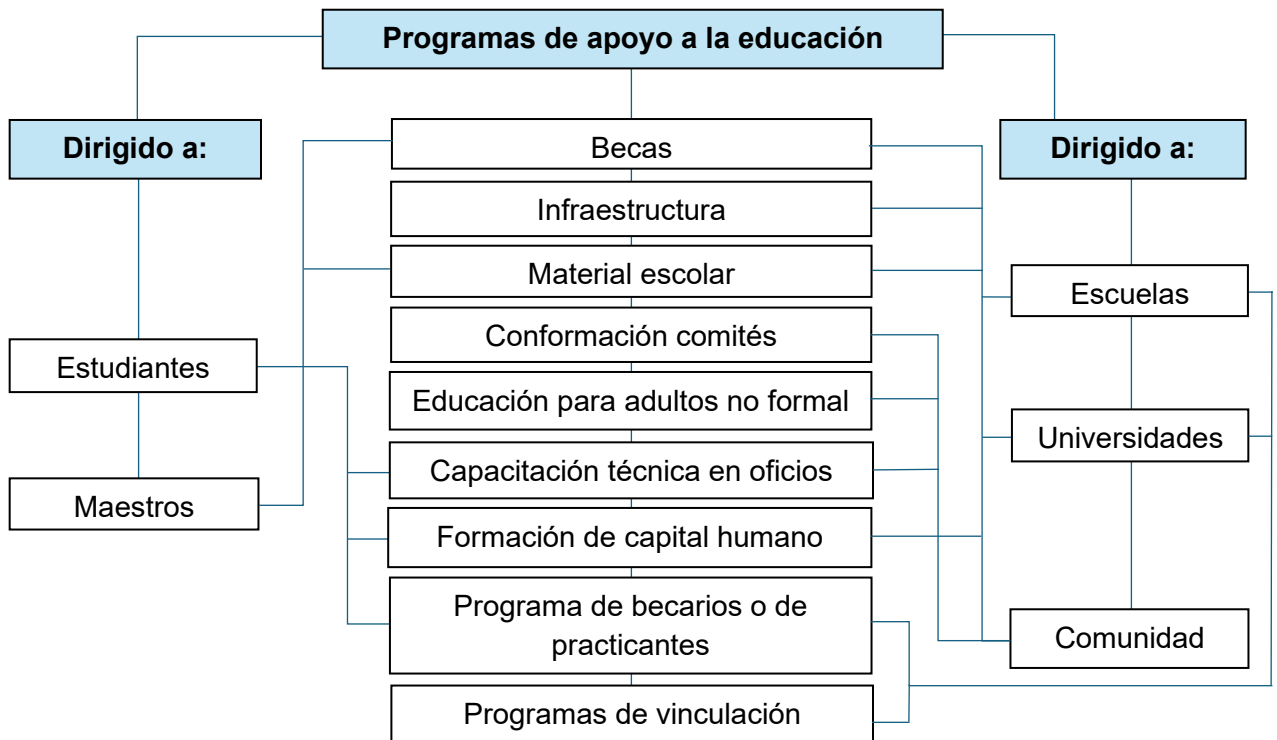 Programas de apoyo a la educación
Dirigido a:
Estudiantes
Maestros
Becas
Infraestructura
Material escolar
Conformación comités
Educación para adultos no formal
Capacitación técnica en oficios
Formación de capital humano
Programa de becarios o de
practicantes
Programas de vinculación
Dirigido a:
Escuelas
Universidades
Comunidad